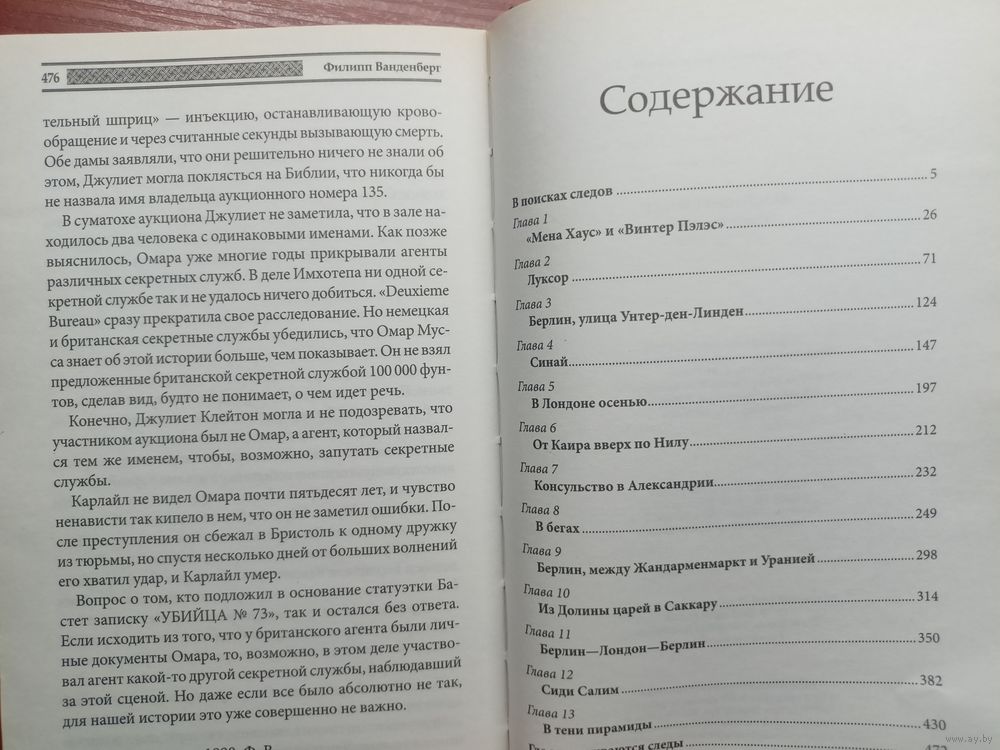 476
Филипп Ванденберг
тельный шприц» — инъекцию, останавливающую крово-
обращение и через считанные секунды вызывающую смерть.
Обе дамы заявляли, что они решительно ничего не знали об
этом, Джулиет могла поклясться на Библии, что никогда бы
не назвала имя владельца аукционного номера 135.
В суматохе аукциона Джулиет не заметила, что в зале на-
ходилось два человека с одинаковыми именами. Как позже
выяснилось, Омара уже многие годы прикрывали агенты
различных секретных служб. В деле Имхотепа ни одной се-
кретной службе так и не удалось ничего добиться. «Deuxieme
Bureau» сразу прекратила свое расследование. Но немецкая
и британская секретные службы убедились, что Омар Мус-
са знает об этой истории больше, чем показывает. Он не взял
предложенные британской секретной службой 100 000 фун-
тов, сделав вид, будто не понимает, о чем идет речь.
Конечно, Джулиет Клейтон могла и не подозревать, что
участником аукциона был не Омар, а агент, который назвал-
ся тем же именем, чтобы, возможно, запутать секретные
службы.
Карлайл не видел Омара почти пятьдесят лет, и чувство
ненависти так кипело в нем, что он не заметил ошибки. По-
сле преступления он сбежал в Бристоль к одному дружку
из тюрьмы, но спустя несколько дней от больших волнений
его хватил удар, и Карлайл умер.
Вопрос о том, кто подложил в основание статуэтки Ба-
стет записку «УБИЙЦА № 73», так и остался без ответа.
Если исходить из того, что у британского агента были лич-
ные документы Омара, то, возможно, в этом деле участво-
вал агент какой-то другой секретной службы, наблюдавший
за этой сценой. Но даже если все было абсолютно не так,
для нашей истории это уже совершенно не важно.
Содержание
В поисках следов 5
Глава 1
«Мена Хаус» и «Винтер Пэлэс» 26
Глава 2
Луксор 71
Глава 3
Берлин, улица Унтер-ден-Линден 124
Глава 4
Синай 147
Глава 5
В Лондоне осенью 197
Глава 6
От Каира вверх по Нилу 212
Глава 7
Консульство в Александрии 232
Глава 8
В бегах 249
Глава 9
Берлин, между Жандарменмаркт и Уранией 298
Глава 10
Из Долины царей в Саккару 314
Глава 11
Берлин—Лондон—Берлин 350
Глава 12
Сиди Салим 382
Глава 13
В тени пирамиды 430
следы
www.ay.by